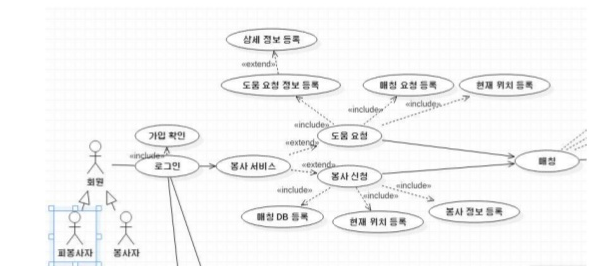 상세 정보 등록
«extend»
도움 요청 정보 등록
매칭 요청 등록
현재 위치 등록
«include»
«include»
«include»
가입 확인
도움 요청
«include»
«extend»
회원
로그인
봉사 서비스
매칭
«extend»
봉사 신청
«include»
«include»
«include»
매칭 DB 등록
현재 위치 등록
봉사 정보 등록
피봉사자
봉사자